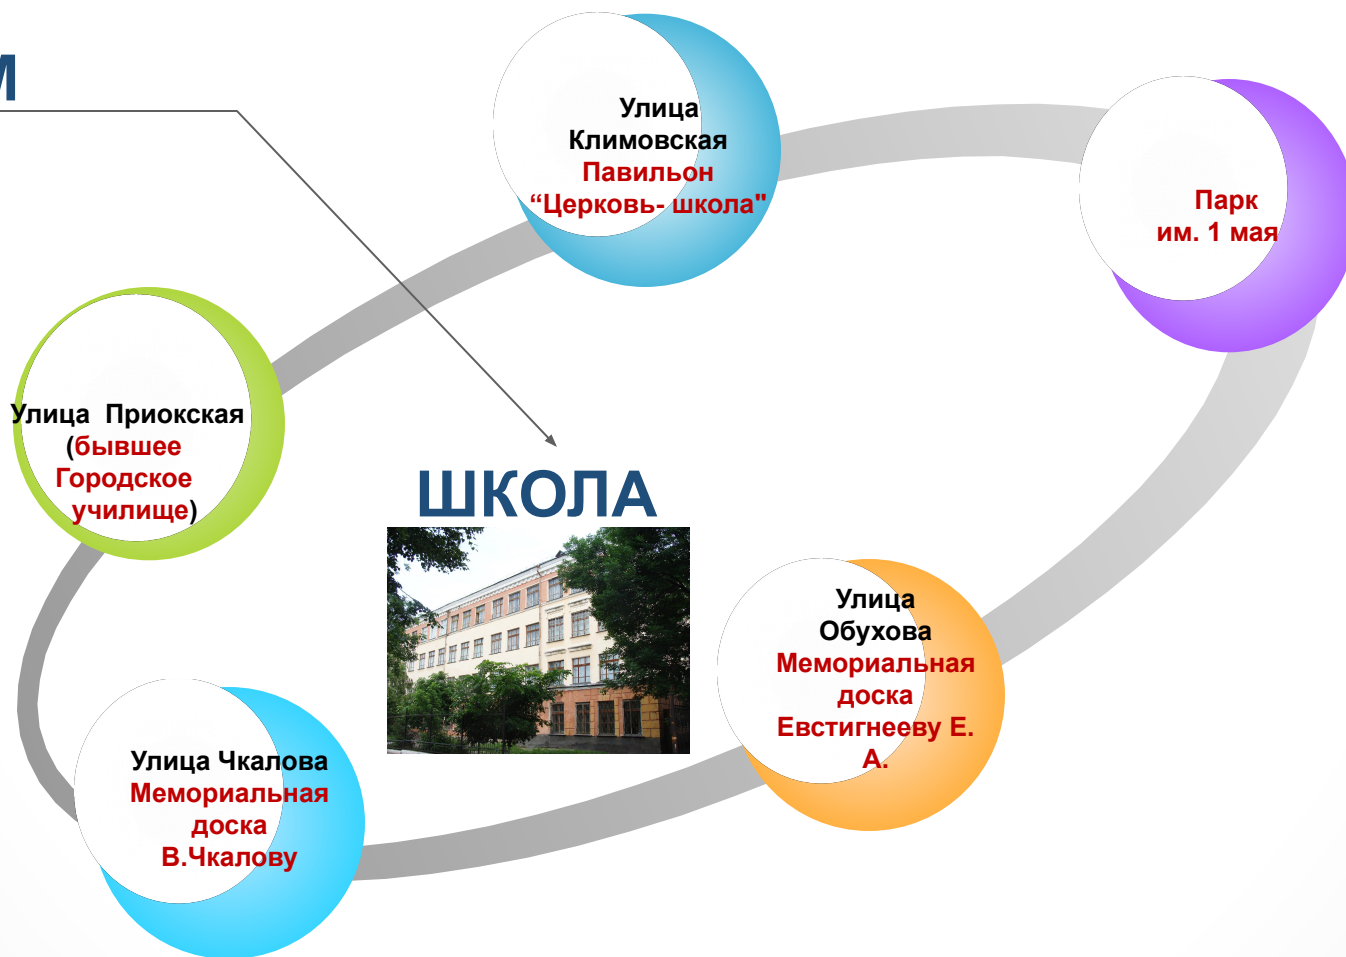 М
Улица
Климовская
Павильон
“Церковь- школа"
Парк
им. 1 мая
Улица  Приокская
(бывшее
Городское
училище)
ШКОЛА
Улица
Обухова
Мемориальная
доска
Евстигнееву Е.
А.
Улица Чкалова
Мемориальная
доска
В.Чкалову